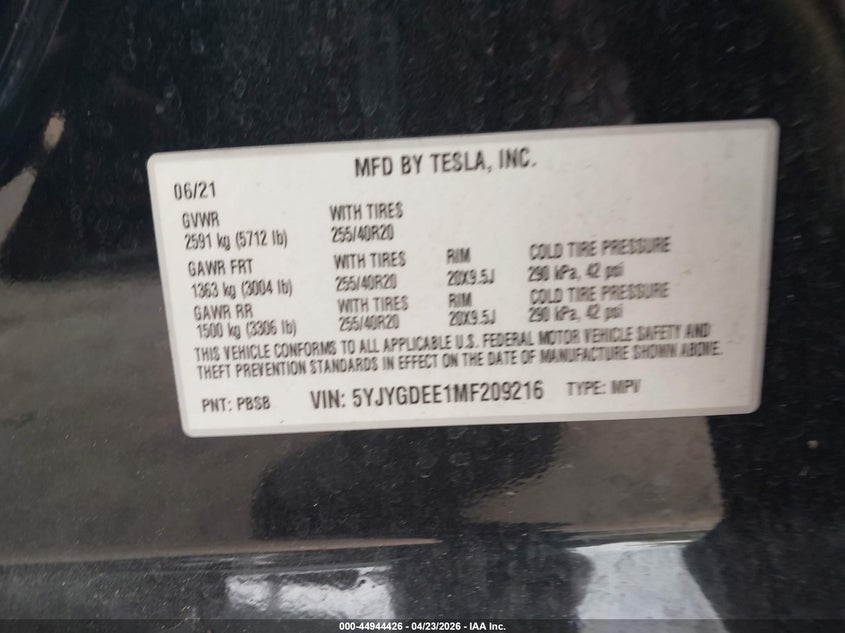 MFD BY TESLA, INC.
06/21
GVWR WITH TIRES
2591 kg (5712 lb) 255/40R20
GAWR FRT WITH TIRES RIM COLD TIRE PRESSURE
1363 kg (3004 lb) 255/40R20 20X9.5J 290 kPa, 42 psi
GAWR RR WITH TIRES RIM COLD TIRE PRESSURE
1500 kg (3306 lb) 255/40R20 20X9.5J 290 kPa, 42 psi
THIS VEHICLE CONFORMS TO ALL APPLICABLE U.S. FEDERAL MOTOR VEHICLE SAFETY AND
THEFT PREVENTION STANDARDS IN EFFECT ON THE DATE OF MANUFACTURE SHOWN ABOVE.
PNT: PBSB VIN: 5YJYGDEE1MF209216 TYPE: MPV
000-44944426 - 04/23/2026 - IAA Inc.